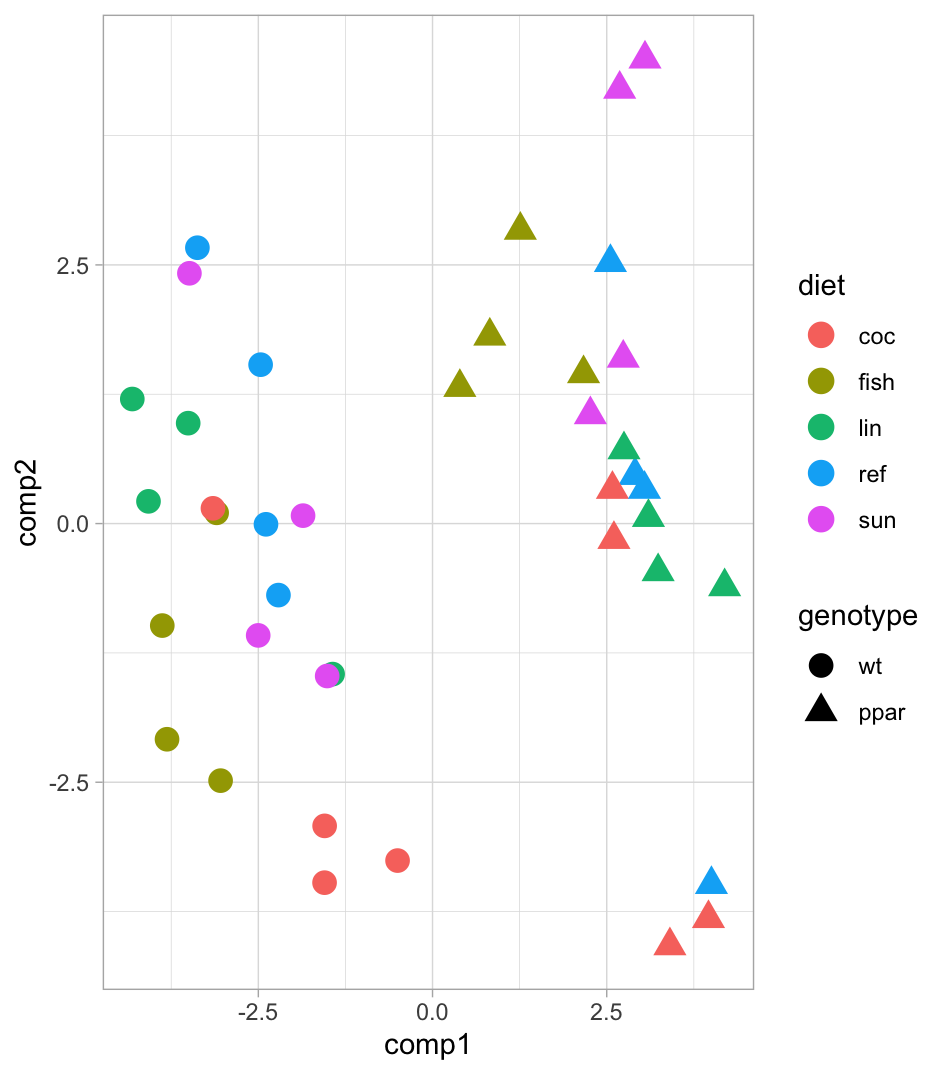 comp2
2.5
0.0
-2.5
-2.5
0.0
2.5
comp1
diet
coc
fish
lin
ref
sun
genotype
wt
ppar